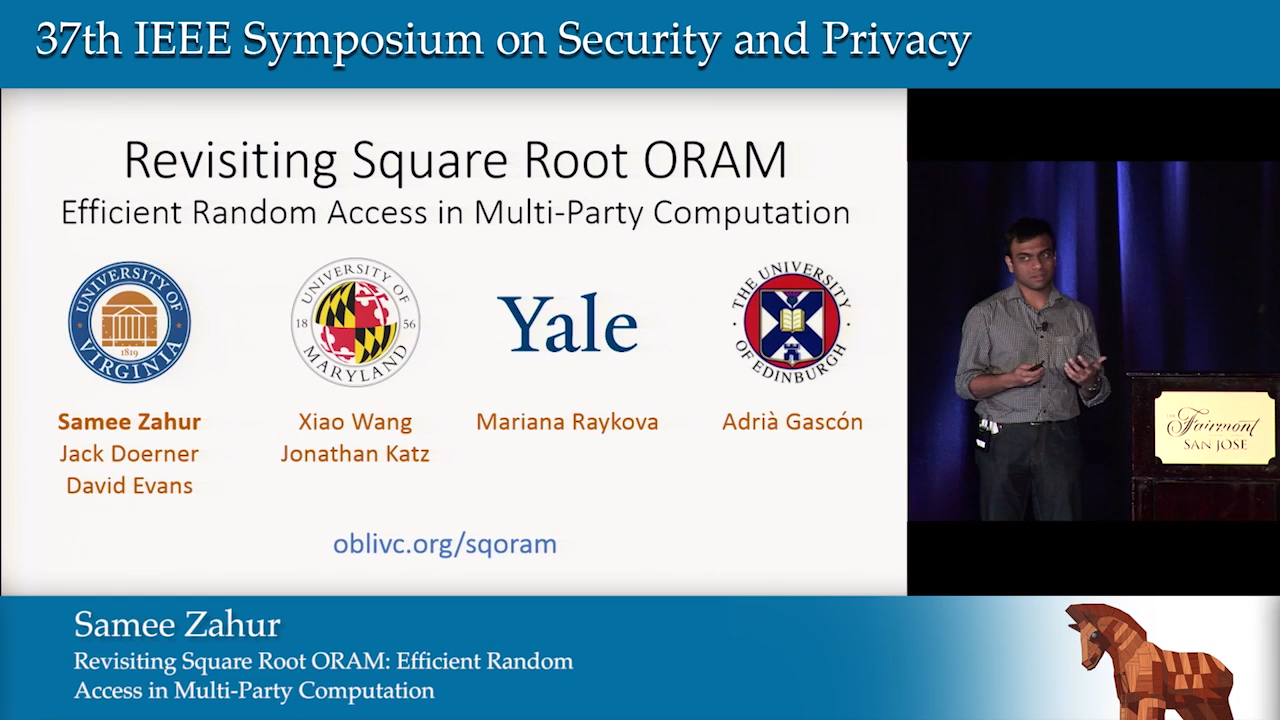 37th IEEE Symposium on Security and Privacy
Revisiting Square Root ORAM
Efficient Random Access in Multi-Party Computation
UNIVERSITY OF VIRGINIA
1819
UNIVERSITY OF MARYLAND
18 56
Yale
THE UNIVERSITY OF EDINBURGH
Samee Zahur
Jack Doerner
David Evans
Xiao Wang
Jonathan Katz
Mariana Raykova
Adrià Gascón
oblivc.org/sqoram
THE Fairmont
SAN JOSE
Samee Zahur
Revisiting Square Root ORAM: Efficient Random
Access in Multi-Party Computation